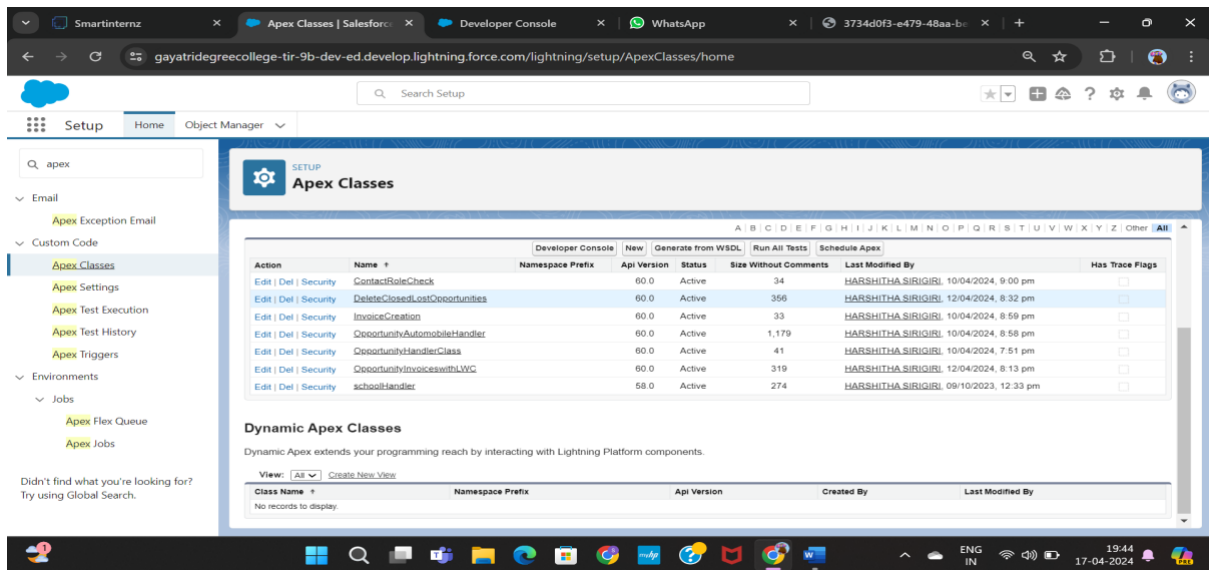 Smartinternz
Apex Classes | Salesforc
Developer Console
WhatsApp
3734d0f3-e479-48aa-be
gayatridegreecollege-tir-9b-dev-ed.develop.lightning.force.com/lightning/setup/ApexClasses/home
Search Setup
Setup Home Object Manager
apex
Email
Apex Exception Email
Custom Code
Apex Classes
Apex Settings
Apex Test Execution
Apex Test History
Apex Triggers
Environments
Jobs
Apex Flex Queue
Apex Jobs
Didn't find what you're looking for?
Try using Global Search.
SETUP
Apex Classes
A | B | C | D | E | F | G | H | I | J | K | L | M | N | O | P | Q | R | S | T | U | V | W | X | Y | Z | Other All
Developer Console New Generate from WSDL Run All Tests Schedule Apex
Action Name ↑ Namespace Prefix Api Version Status Size Without Comments Last Modified By Has Trace Flags
Edit | Del | Security ContactRoleCheck 60.0 Active 34 HARSHITHA SIRIGIRI, 10/04/2024, 9:00 pm
Edit | Del | Security DeleteClosedLostOpportunities 60.0 Active 356 HARSHITHA SIRIGIRI, 12/04/2024, 8:32 pm
Edit | Del | Security InvoiceCreation 60.0 Active 33 HARSHITHA SIRIGIRI, 10/04/2024, 8:59 pm
Edit | Del | Security OpportunityAutomobileHandler 60.0 Active 1,179 HARSHITHA SIRIGIRI, 10/04/2024, 8:58 pm
Edit | Del | Security OpportunityHandlerClass 60.0 Active 41 HARSHITHA SIRIGIRI, 10/04/2024, 7:51 pm
Edit | Del | Security OpportunityInvoiceswithLWC 60.0 Active 319 HARSHITHA SIRIGIRI, 12/04/2024, 8:13 pm
Edit | Del | Security schoolHandler 58.0 Active 274 HARSHITHA SIRIGIRI, 09/10/2023, 12:33 pm
Dynamic Apex Classes
Dynamic Apex extends your programming reach by interacting with Lightning Platform components.
View: All Create New View
Class Name ↑ Namespace Prefix Api Version Created By Last Modified By
No records to display.
1
mchp
ENG
IN
19:44
17-04-2024
PRE